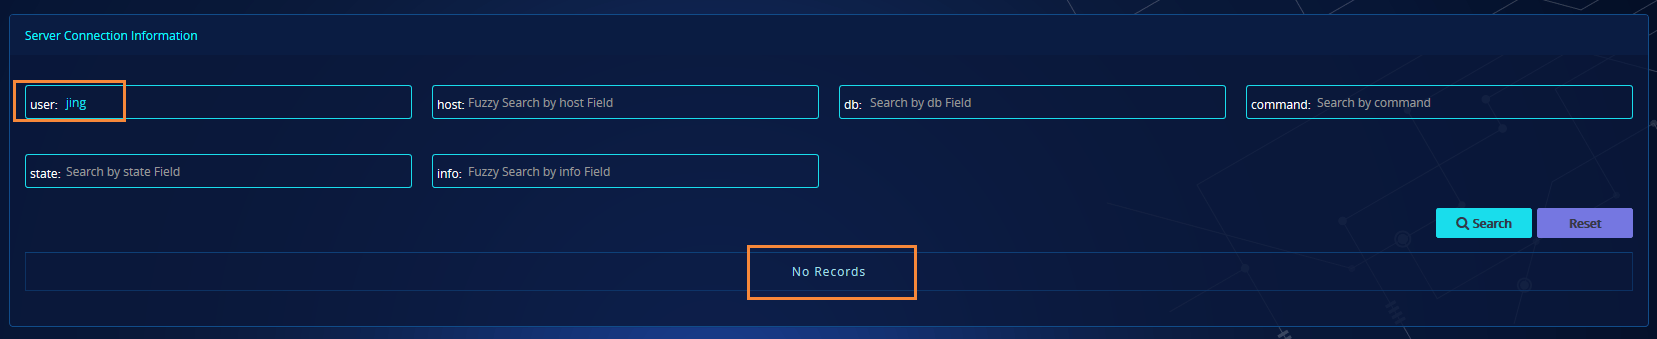 Server Connection Information
user: jing host: Fuzzy Search by host Field db: Search by db Field command: Search by command
state: Search by state Field info: Fuzzy Search by info Field
Search Reset
No Records